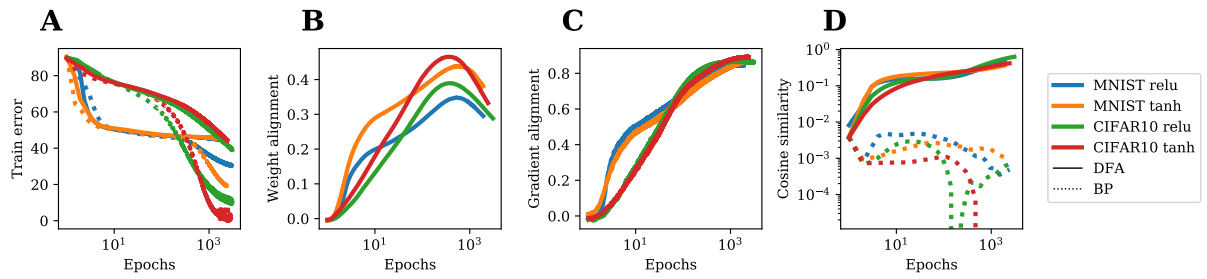 A
Train error
80
60
40
20
0
10^1
10^3
Epochs
B
Weight alignment
0.4
0.3
0.2
0.1
0.0
10^1
10^3
Epochs
C
Gradient alignment
0.8
0.6
0.4
0.2
0.0
10^1
10^3
Epochs
D
Cosine similarity
10^0
10^−1
10^−2
10^−3
10^−4
10^1
10^3
Epochs
MNIST relu
MNIST tanh
CIFAR10 relu
CIFAR10 tanh
DFA
BP